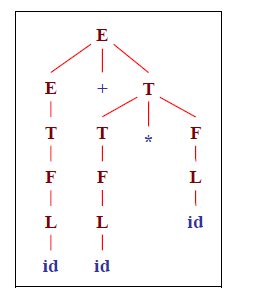 E
E + T
T T * F
F F L
L L id
id id